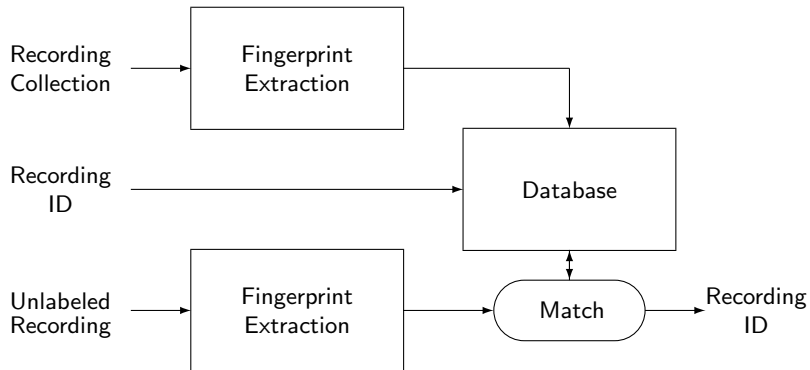 Recording
Collection
Fingerprint
Extraction
Recording
ID
Database
Unlabeled
Recording
Fingerprint
Extraction
Match
Recording
ID